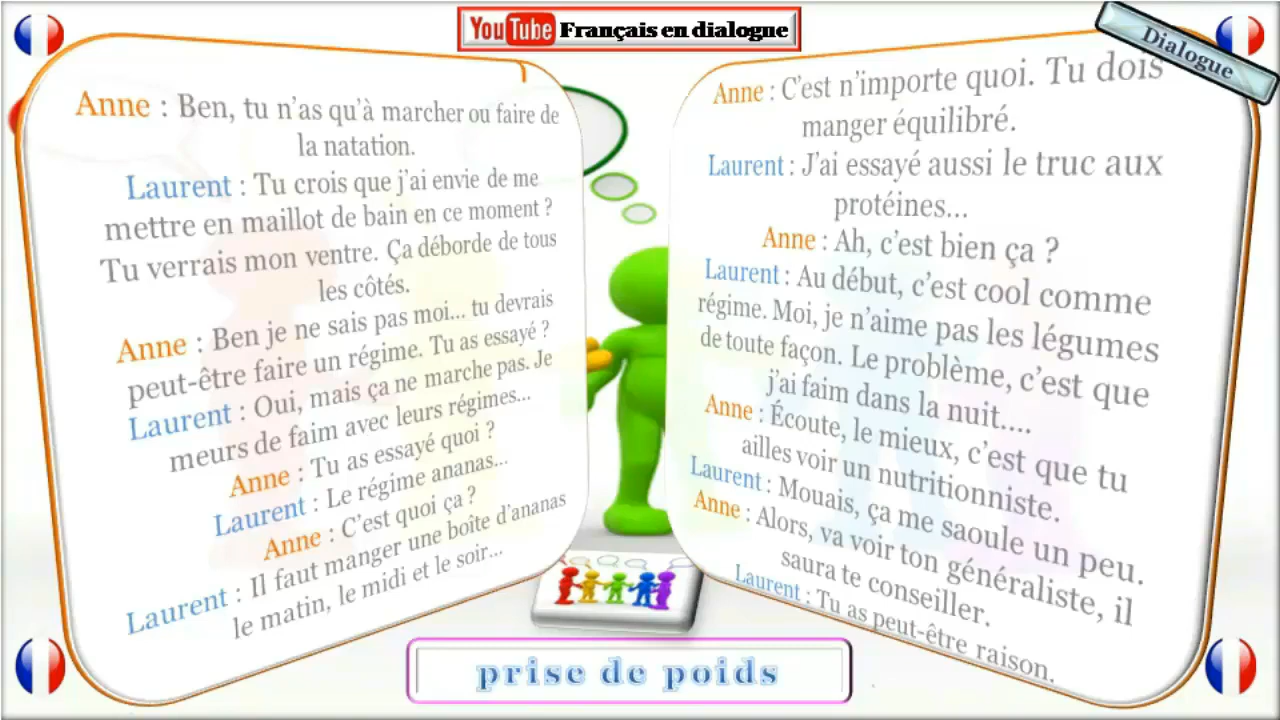 YouTube Français en dialogue
Dialogue
Anne : Ben, tu n'as qu'à marcher ou faire de
la natation.
Laurent : Tu crois que j'ai envie de me
mettre en maillot de bain en ce moment ?
Tu verrais mon ventre. Ça déborde de tous
les côtés.
Anne : Ben je ne sais pas moi... tu devrais
peut-être faire un régime. Tu as essayé ?
Laurent : Oui, mais ça ne marche pas. Je
meurs de faim avec leurs régimes...
Anne : Tu as essayé quoi ?
Laurent : Le régime ananas...
Anne : C'est quoi ça ?
Laurent : Il faut manger une boîte d'ananas
le matin, le midi et le soir...
Anne : C'est n'importe quoi. Tu dois
manger équilibré.
Laurent : J'ai essayé aussi le truc aux
protéines...
Anne : Ah, c'est bien ça ?
Laurent : Au début, c'est cool comme
régime. Moi, je n'aime pas les légumes
de toute façon. Le problème, c'est que
j'ai faim dans la nuit....
Anne : Écoute, le mieux, c'est que tu
ailles voir un nutritionniste.
Laurent : Mouais, ça me saoule un peu.
Anne : Alors, va voir ton généraliste, il
saura te conseiller.
Laurent : Tu as peut-être raison.
prise de poids